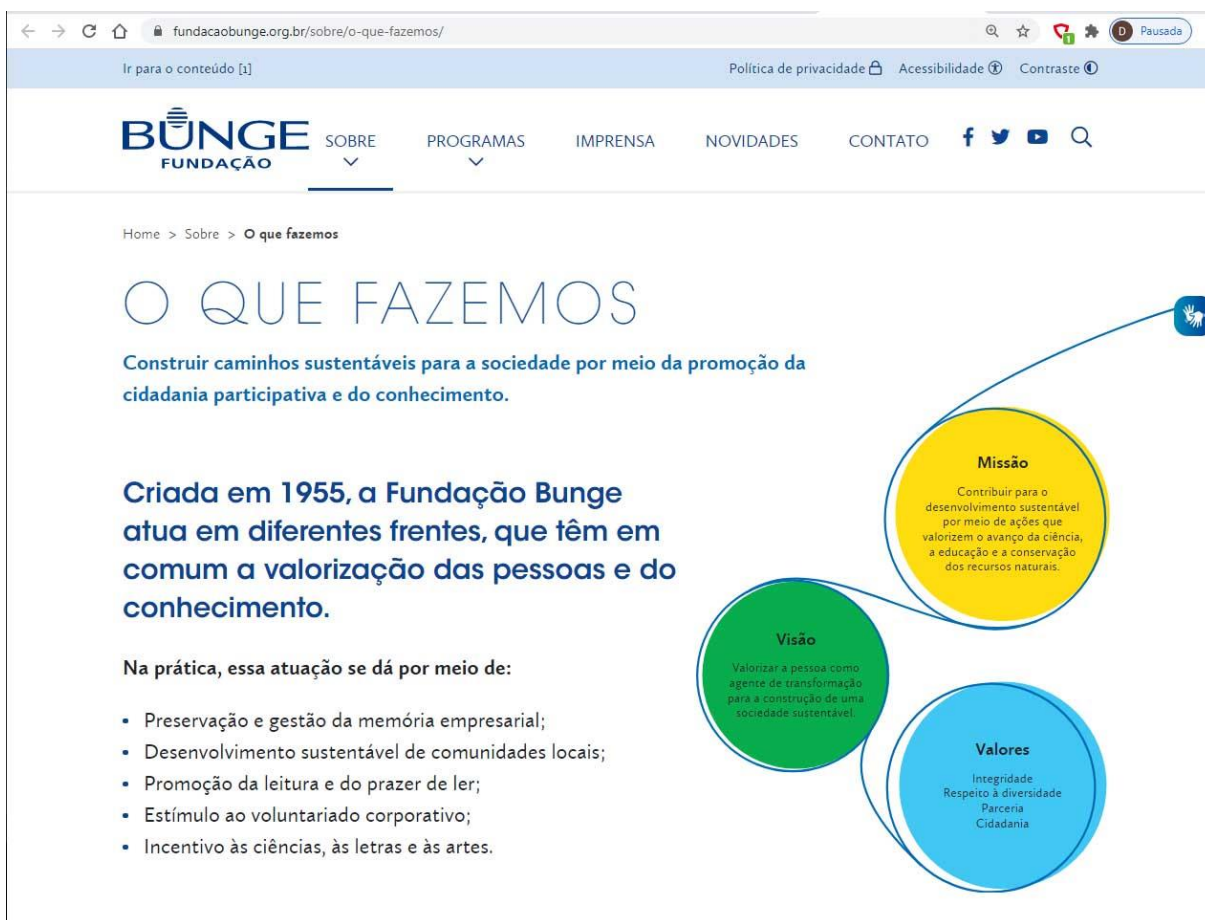 fundacaobunge.org.br/sobre/o-que-fazemos/
1
D Pausada
Ir para o conteúdo [1]
Política de privacidade Acessibilidade Contraste
BUNGE
FUNDAÇÃO
SOBRE PROGRAMAS IMPRENSA NOVIDADES CONTATO
Home > Sobre > O que fazemos
O QUE FAZEMOS
Construir caminhos sustentáveis para a sociedade por meio da promoção da
cidadania participativa e do conhecimento.
Criada em 1955, a Fundação Bunge
atua em diferentes frentes, que têm em
comum a valorização das pessoas e do
conhecimento.
Na prática, essa atuação se dá por meio de:
• Preservação e gestão da memória empresarial;
• Desenvolvimento sustentável de comunidades locais;
• Promoção da leitura e do prazer de ler;
• Estímulo ao voluntariado corporativo;
• Incentivo às ciências, às letras e às artes.
Missão
Contribuir para o
desenvolvimento sustentável
por meio de ações que
valorizem o avanço da ciência,
a educação e a conservação
dos recursos naturais.
Visão
Valorizar a pessoa como
agente de transformação
para a construção de uma
sociedade sustentável.
Valores
Integridade
Respeito à diversidade
Parceria
Cidadania